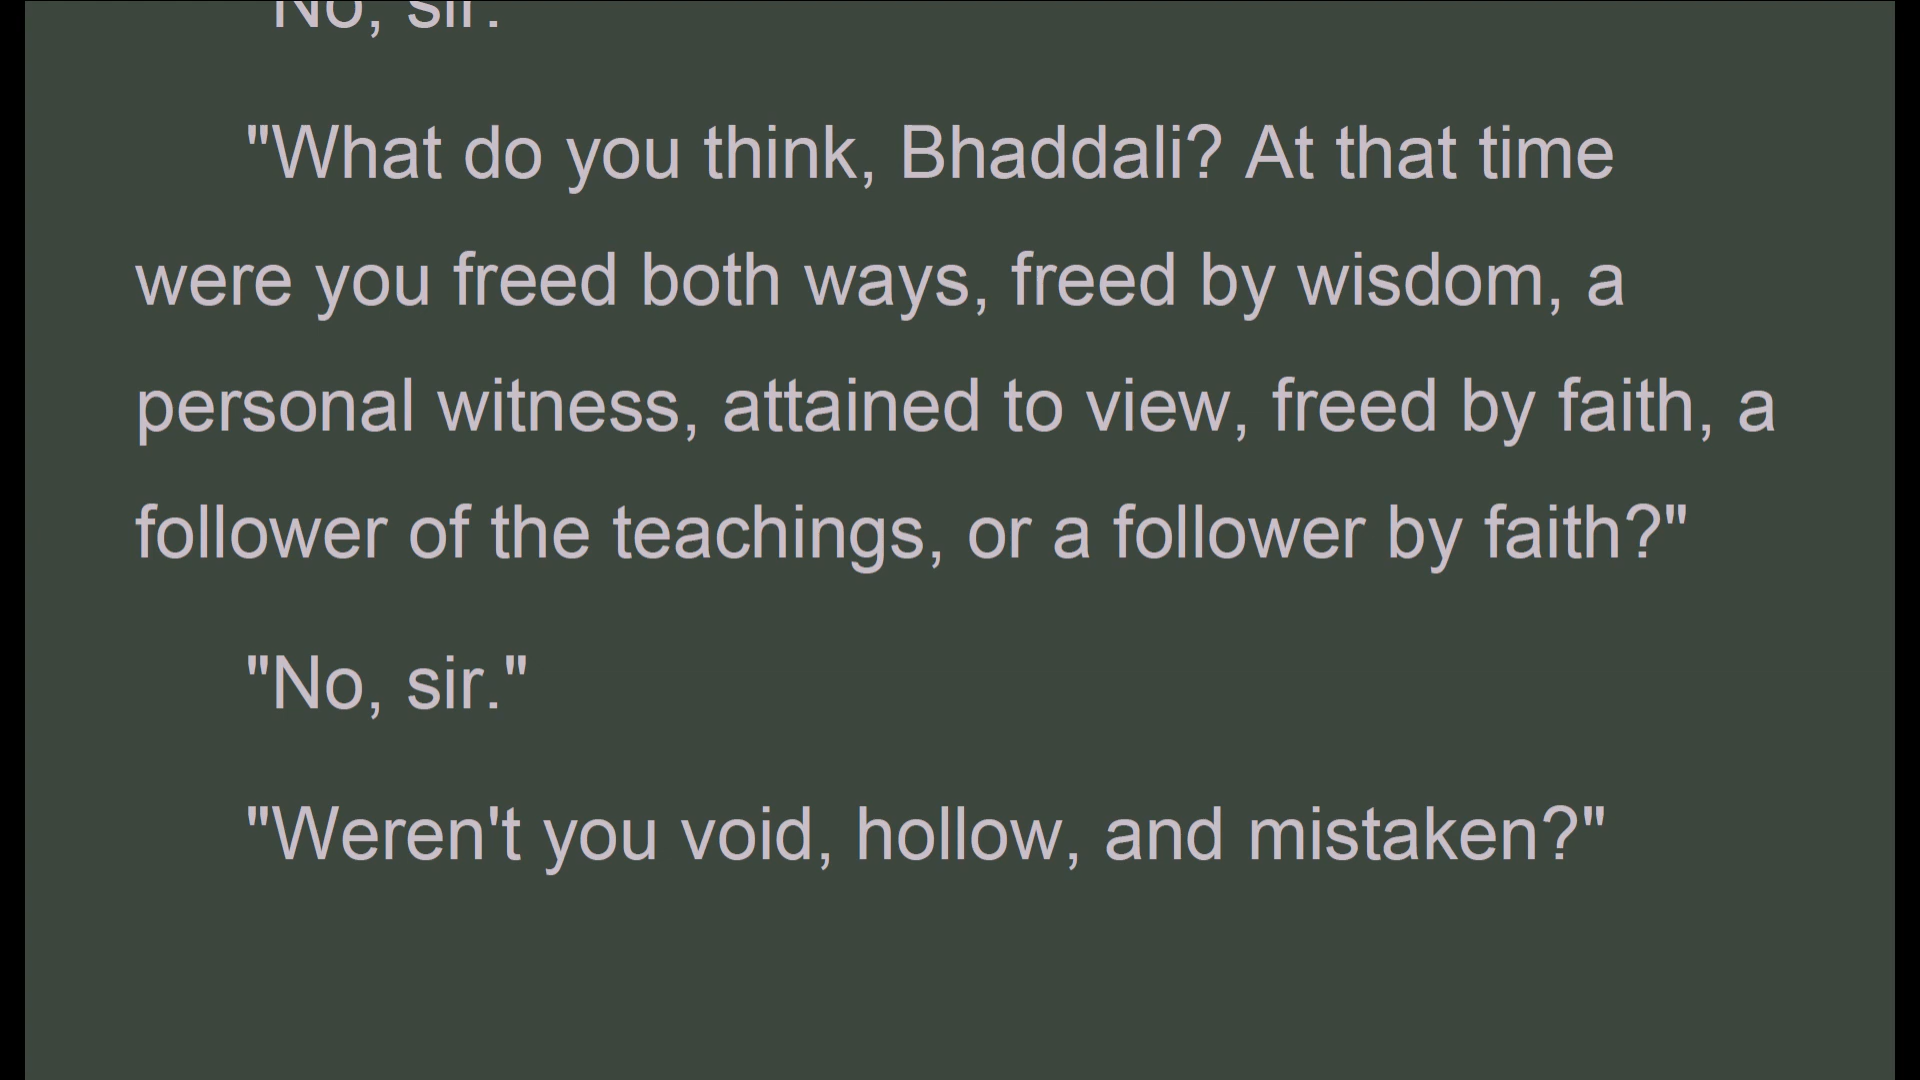 No, sir.
"What do you think, Bhaddali? At that time
were you freed both ways, freed by wisdom, a
personal witness, attained to view, freed by faith, a
follower of the teachings, or a follower by faith?"
"No, sir."
"Weren't you void, hollow, and mistaken?"